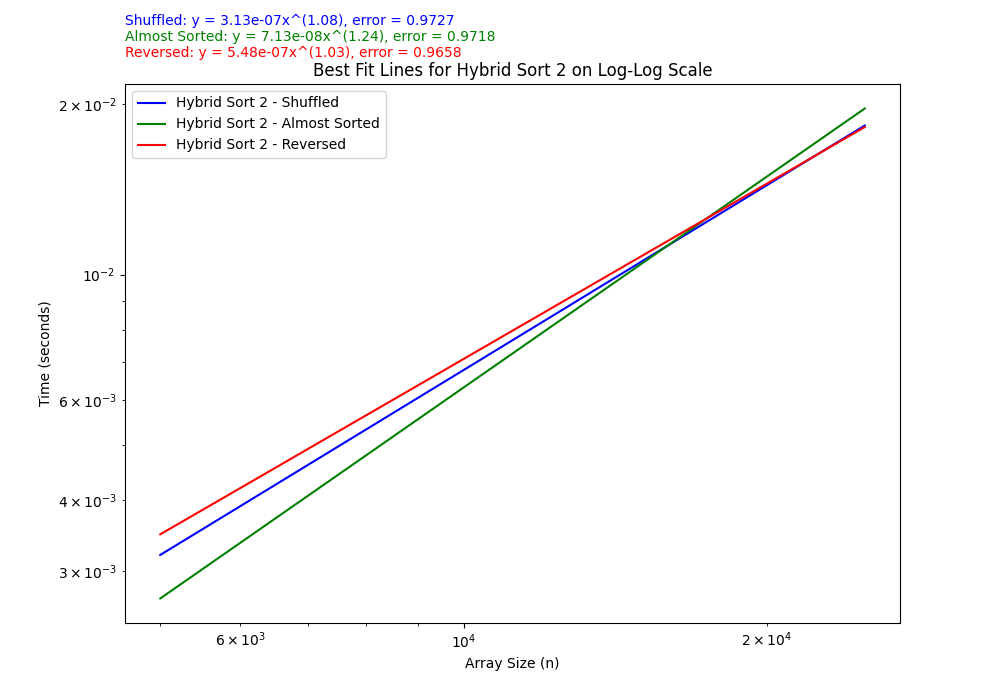 Shuffled: y = 3.13e-07x^(1.08), error = 0.9727
Almost Sorted: y = 7.13e-08x^(1.24), error = 0.9718
Reversed: y = 5.48e-07x^(1.03), error = 0.9658
Best Fit Lines for Hybrid Sort 2 on Log-Log Scale
Hybrid Sort 2 - Shuffled
Hybrid Sort 2 - Almost Sorted
Hybrid Sort 2 - Reversed
2 × 10⁻²
10⁻²
6 × 10⁻³
4 × 10⁻³
3 × 10⁻³
Time (seconds)
6 × 10³
10⁴
2 × 10⁴
Array Size (n)